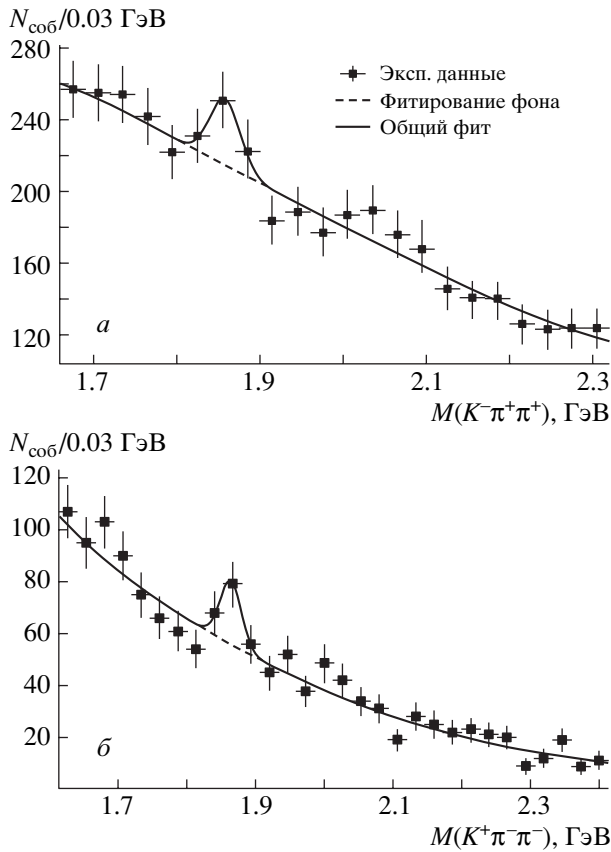 Nсоб/0.03 ГэВ
280
240
200
160
120
Эксп. данные
Фитирование фона
Общий фит
а
1.7 1.9 2.1 2.3
M(K⁻π⁺π⁺), ГэВ
Nсоб/0.03 ГэВ
120
100
80
60
40
20
б
1.7 1.9 2.1 2.3
M(K⁺π⁻π⁻), ГэВ